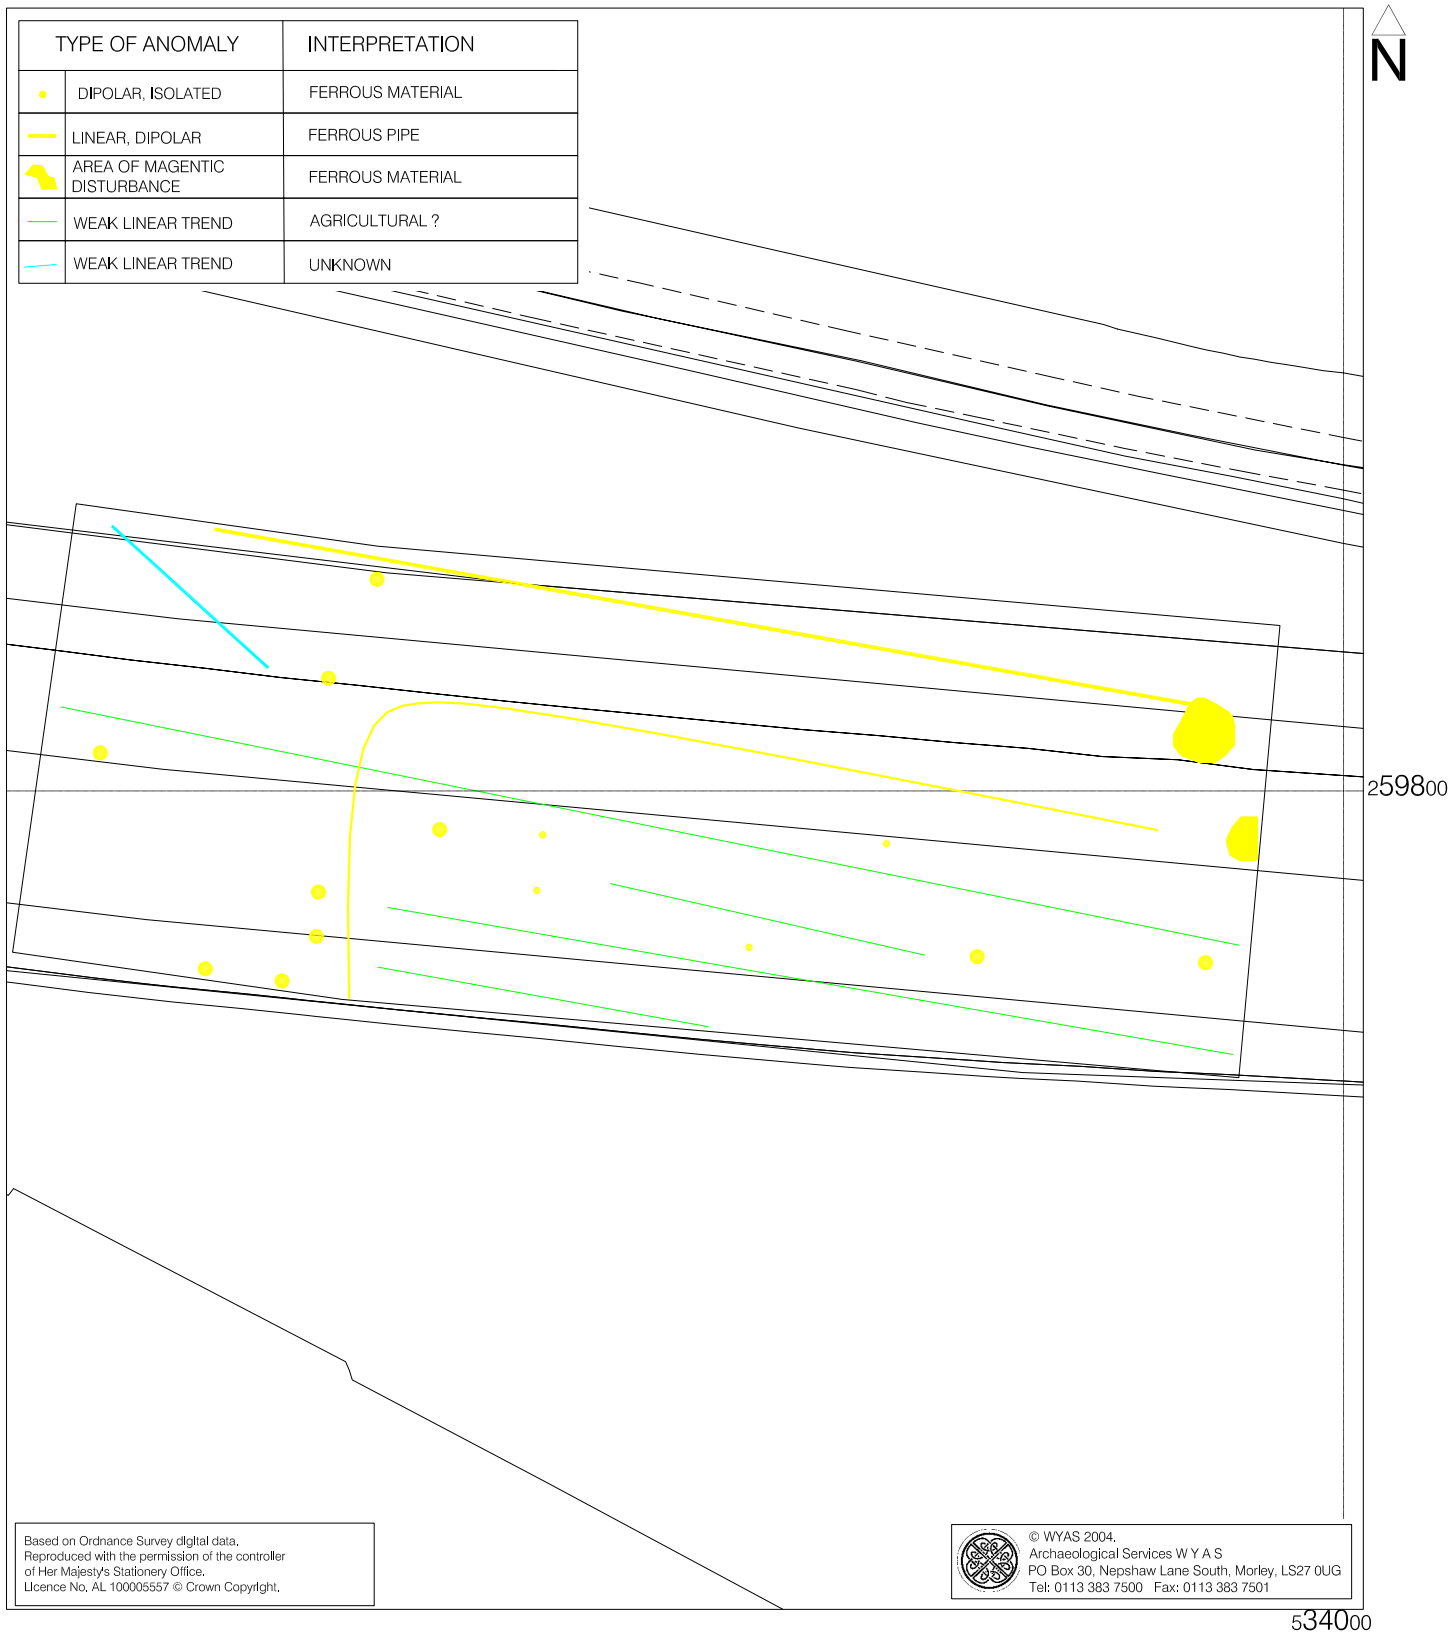 TYPE OF ANOMALY INTERPRETATION
DIPOLAR, ISOLATED FERROUS MATERIAL
LINEAR, DIPOLAR FERROUS PIPE
AREA OF MAGENTIC
DISTURBANCE FERROUS MATERIAL
WEAK LINEAR TREND AGRICULTURAL ?
WEAK LINEAR TREND UNKNOWN
N
259800
Based on Ordnance Survey digital data.
Reproduced with the permission of the controller
of Her Majesty's Stationery Office.
Licence No. AL 100005557 © Crown Copyright.
© WYAS 2004.
Archaeological Services W Y A S
PO Box 30, Nepshaw Lane South, Morley, LS27 0UG
Tel: 0113 383 7500 Fax: 0113 383 7501
534000